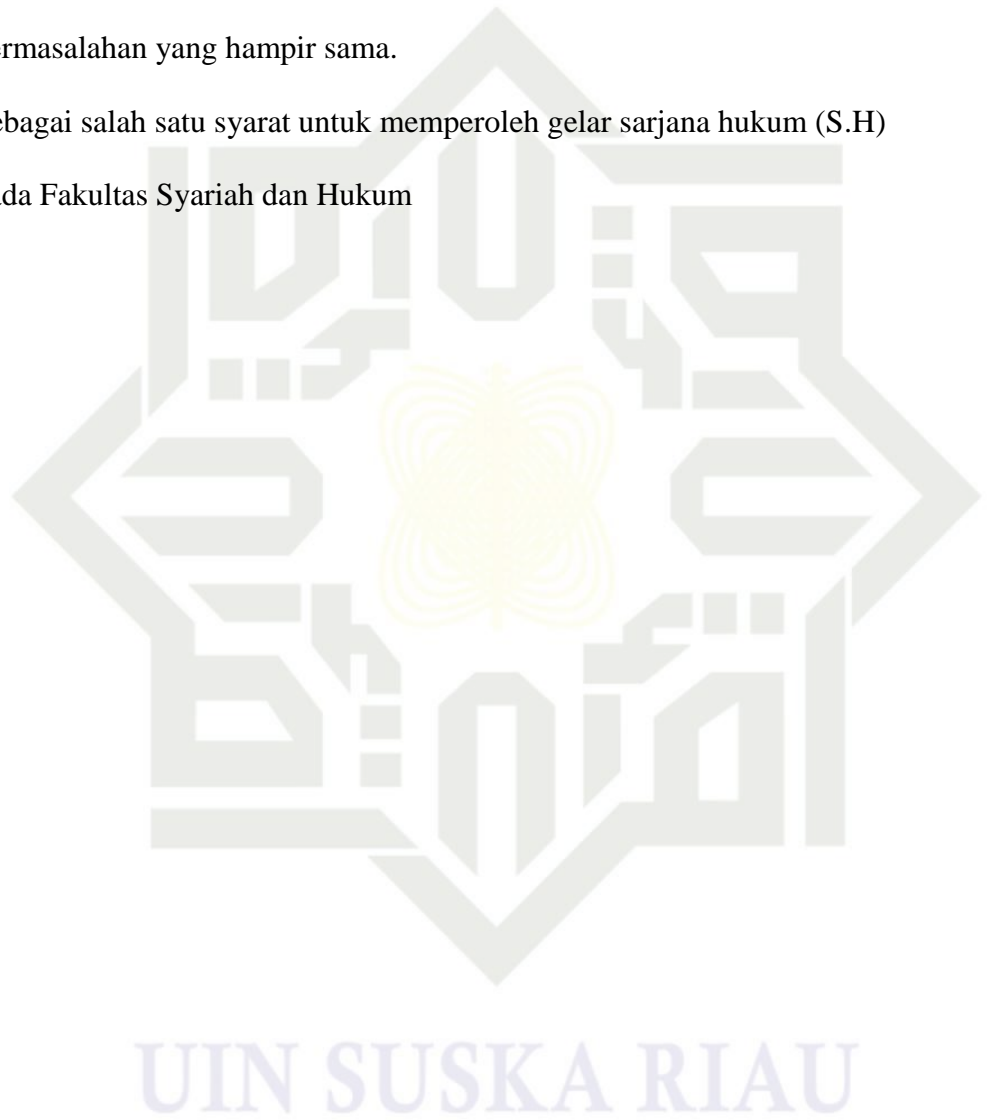 ermasalahan yang hampir sama.
ebagai salah satu syarat untuk memperoleh gelar sarjana hukum (S.H)
da Fakultas Syariah dan Hukum
UIN SUSKA RIAU